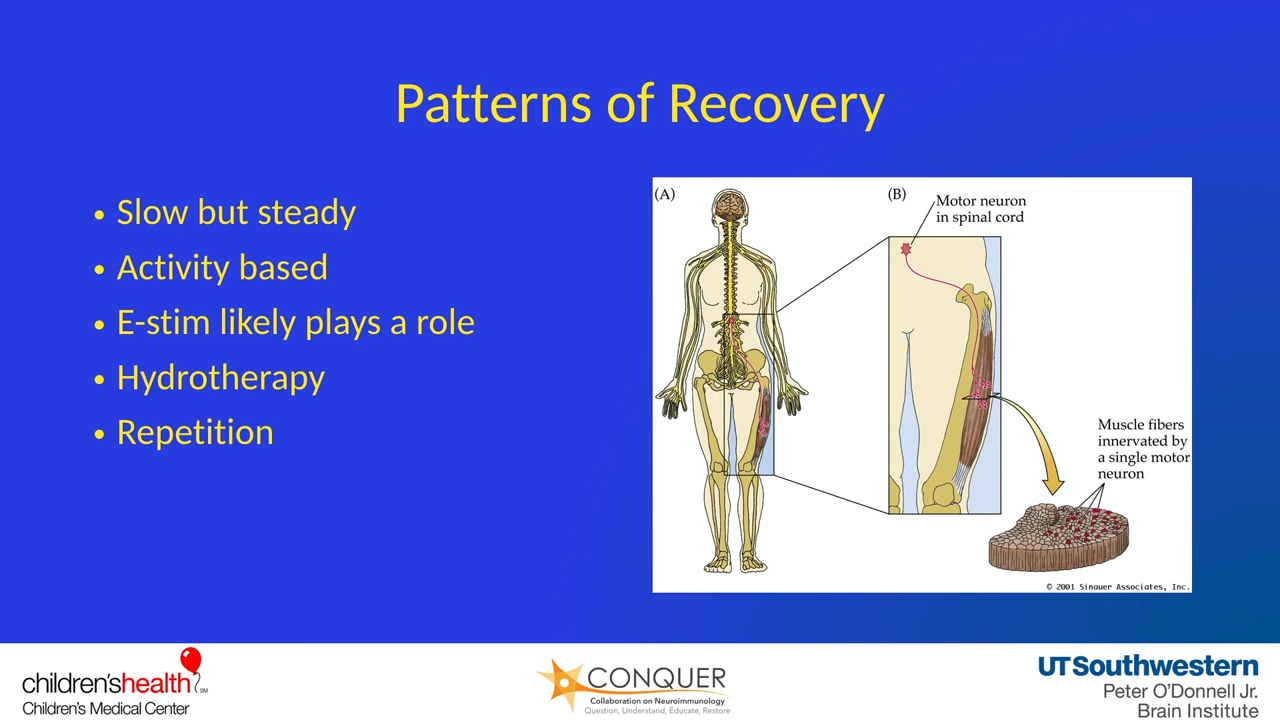 Patterns of Recovery
• Slow but steady
• Activity based
• E-stim likely plays a role
• Hydrotherapy
• Repetition
(A)
(B)
Motor neuron
in spinal cord
Muscle fibers
innervated by
a single motor
neuron
© 2001 Sinauer Associates, Inc.
children'shealth SM
Children's Medical Center
CONQUER
Collaboration on Neuroimmunology
Question, Understand, Educate, Restore
UTSouthwestern
Peter O'Donnell Jr.
Brain Institute